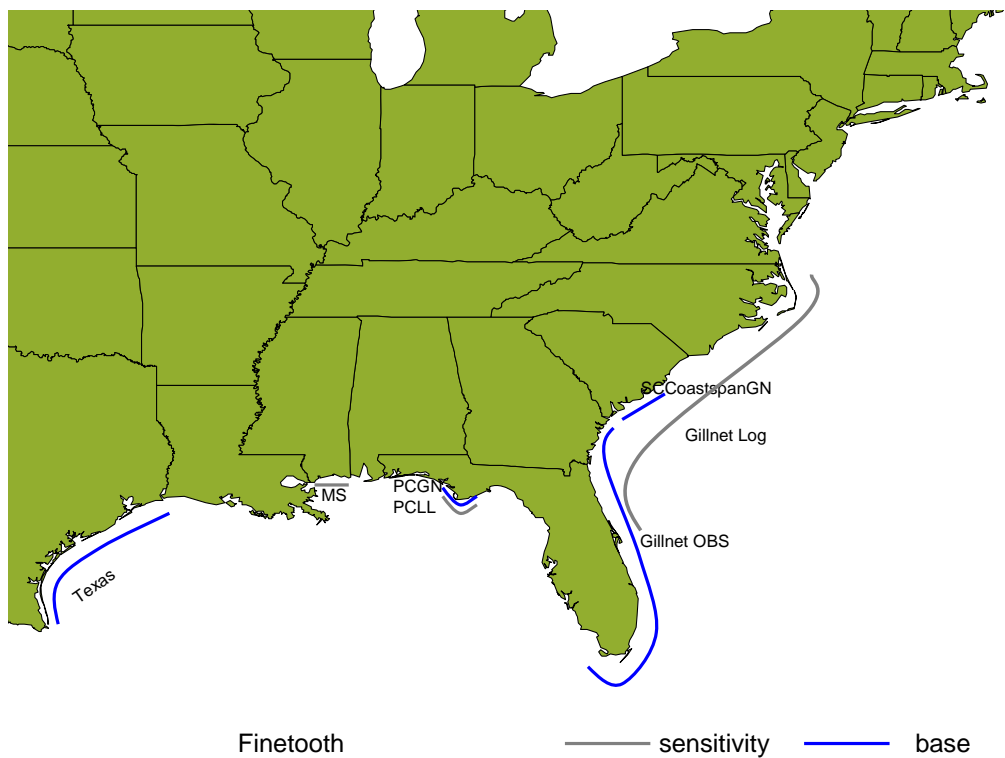 SCCoastspanGN
Gillnet Log
PCGN
MS
PCLL
Gillnet OBS
Texas
Finetooth
sensitivity
base